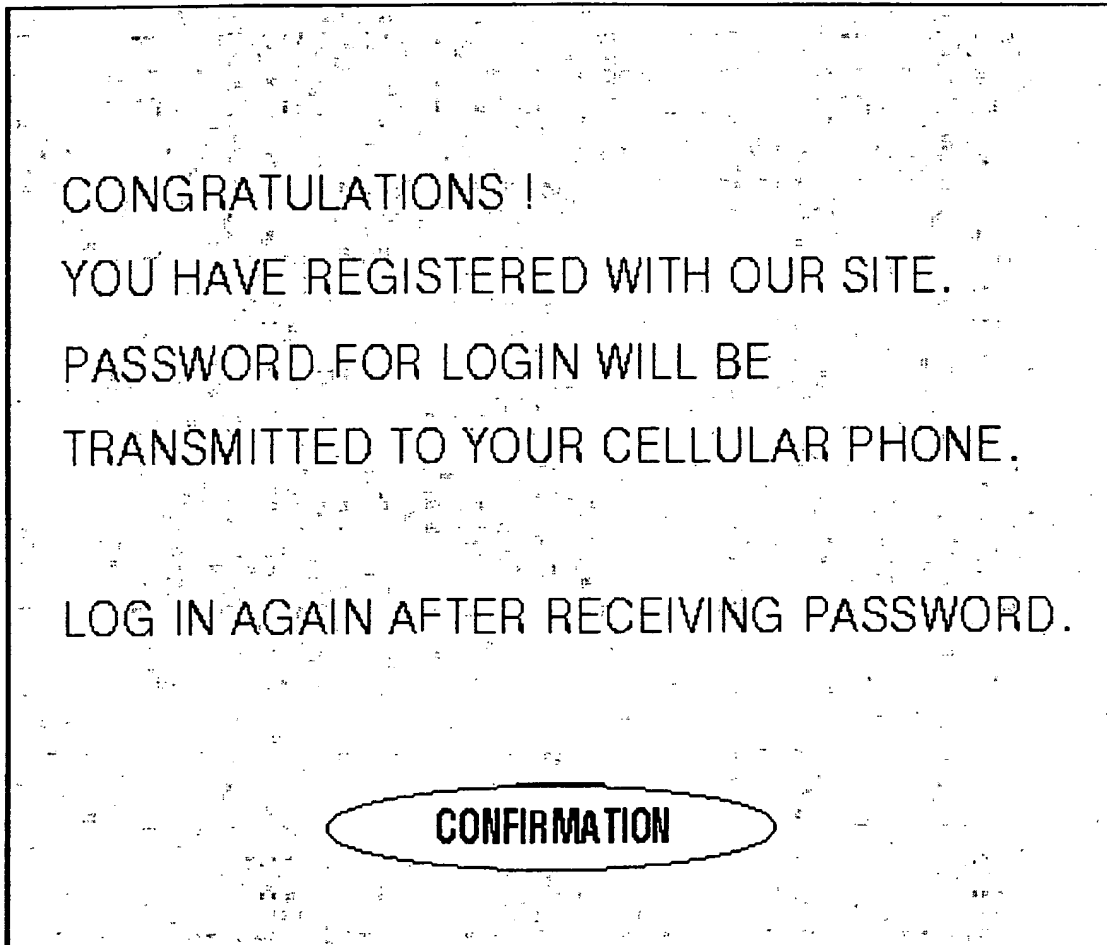 CONGRATULATIONS !
YOU HAVE REGISTERED WITH OUR SITE.
PASSWORD FOR LOGIN WILL BE
TRANSMITTED TO YOUR CELLULAR PHONE.
LOG IN AGAIN AFTER RECEIVING PASSWORD.
CONFIRMATION